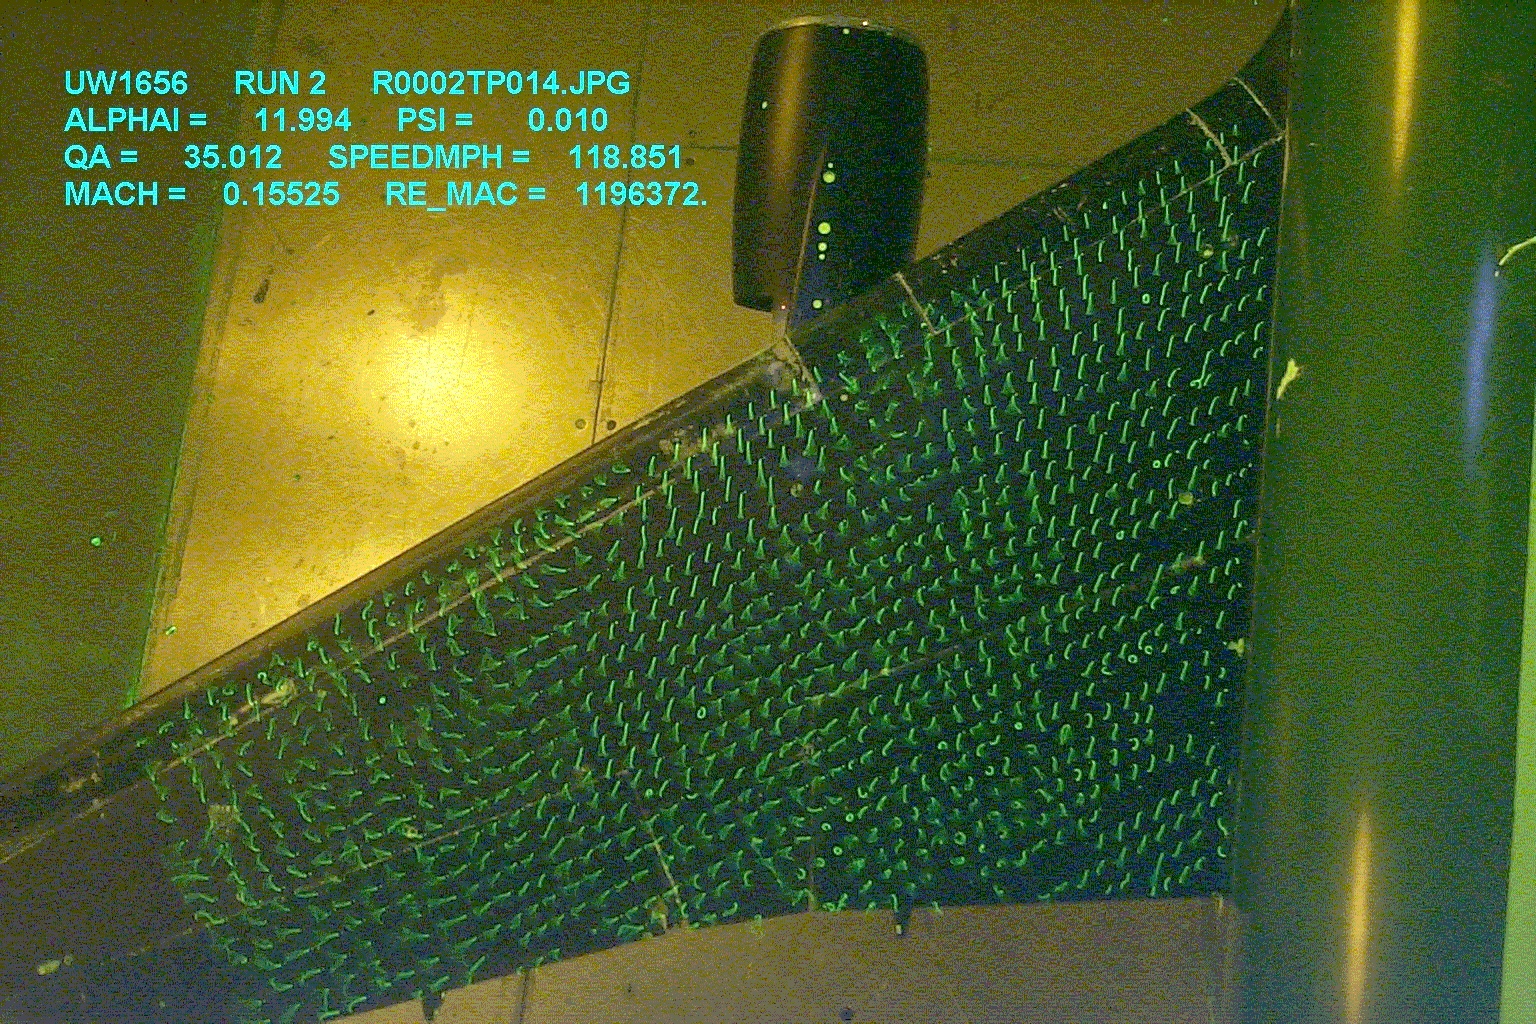 UW1656 RUN 2 R0002TP014.JPG
ALPHAI = 11.994 PSI = 0.010
QA = 35.012 SPEEDMPH = 118.851
MACH = 0.15525 RE_MAC = 1196372.